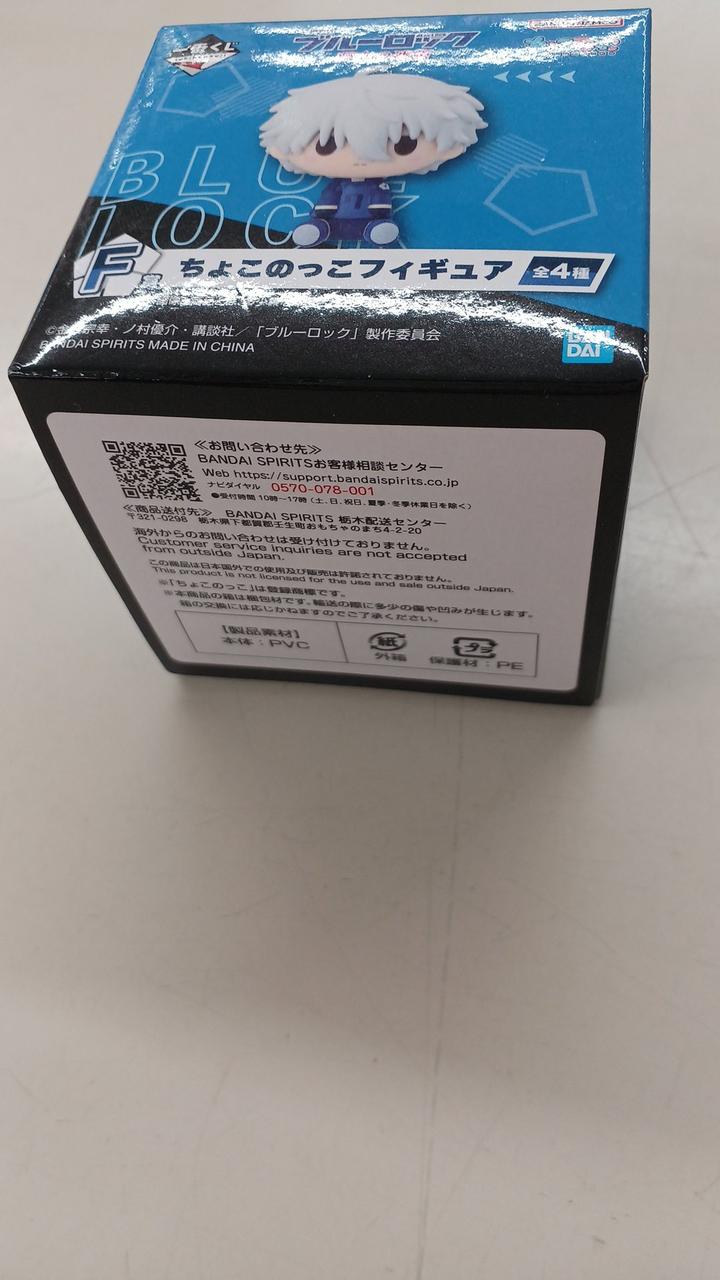 一番くじ
ブルーロック
BLUE
LOCK
F賞 ちょこのっこフィギュア 全4種
©金城宗幸・ノ村優介・講談社／「ブルーロック」製作委員会
BANDAI SPIRITS MADE IN CHINA
BANDAI
≪お問い合わせ先≫
BANDAI SPIRITSお客様相談センター
Web https://support.bandaispirits.co.jp
ナビダイヤル 0570-078-001
●受付時間 10時～17時(土、日、祝日、夏季・冬季休業日を除く)
≪商品送付先≫ BANDAI SPIRITS 栃木配送センター
〒321-0298 栃木県下都賀郡壬生町おもちゃのまち4-2-20
海外からのお問い合わせは受け付けておりません。
Customer service inquiries are not accepted
from outside Japan.
この商品は日本国外での使用及び販売は許諾されておりません。
This product is not licensed for the use and sale outside Japan.
※「ちょこのっこ」は登録商標です。
※本商品の箱は梱包材です。輸送の際に多少の傷や凹みが生じます。
箱の交換には応じかねますのでご了承ください。
【製品素材】
本体：PVC
紙
外箱
プラ
保護材：PE